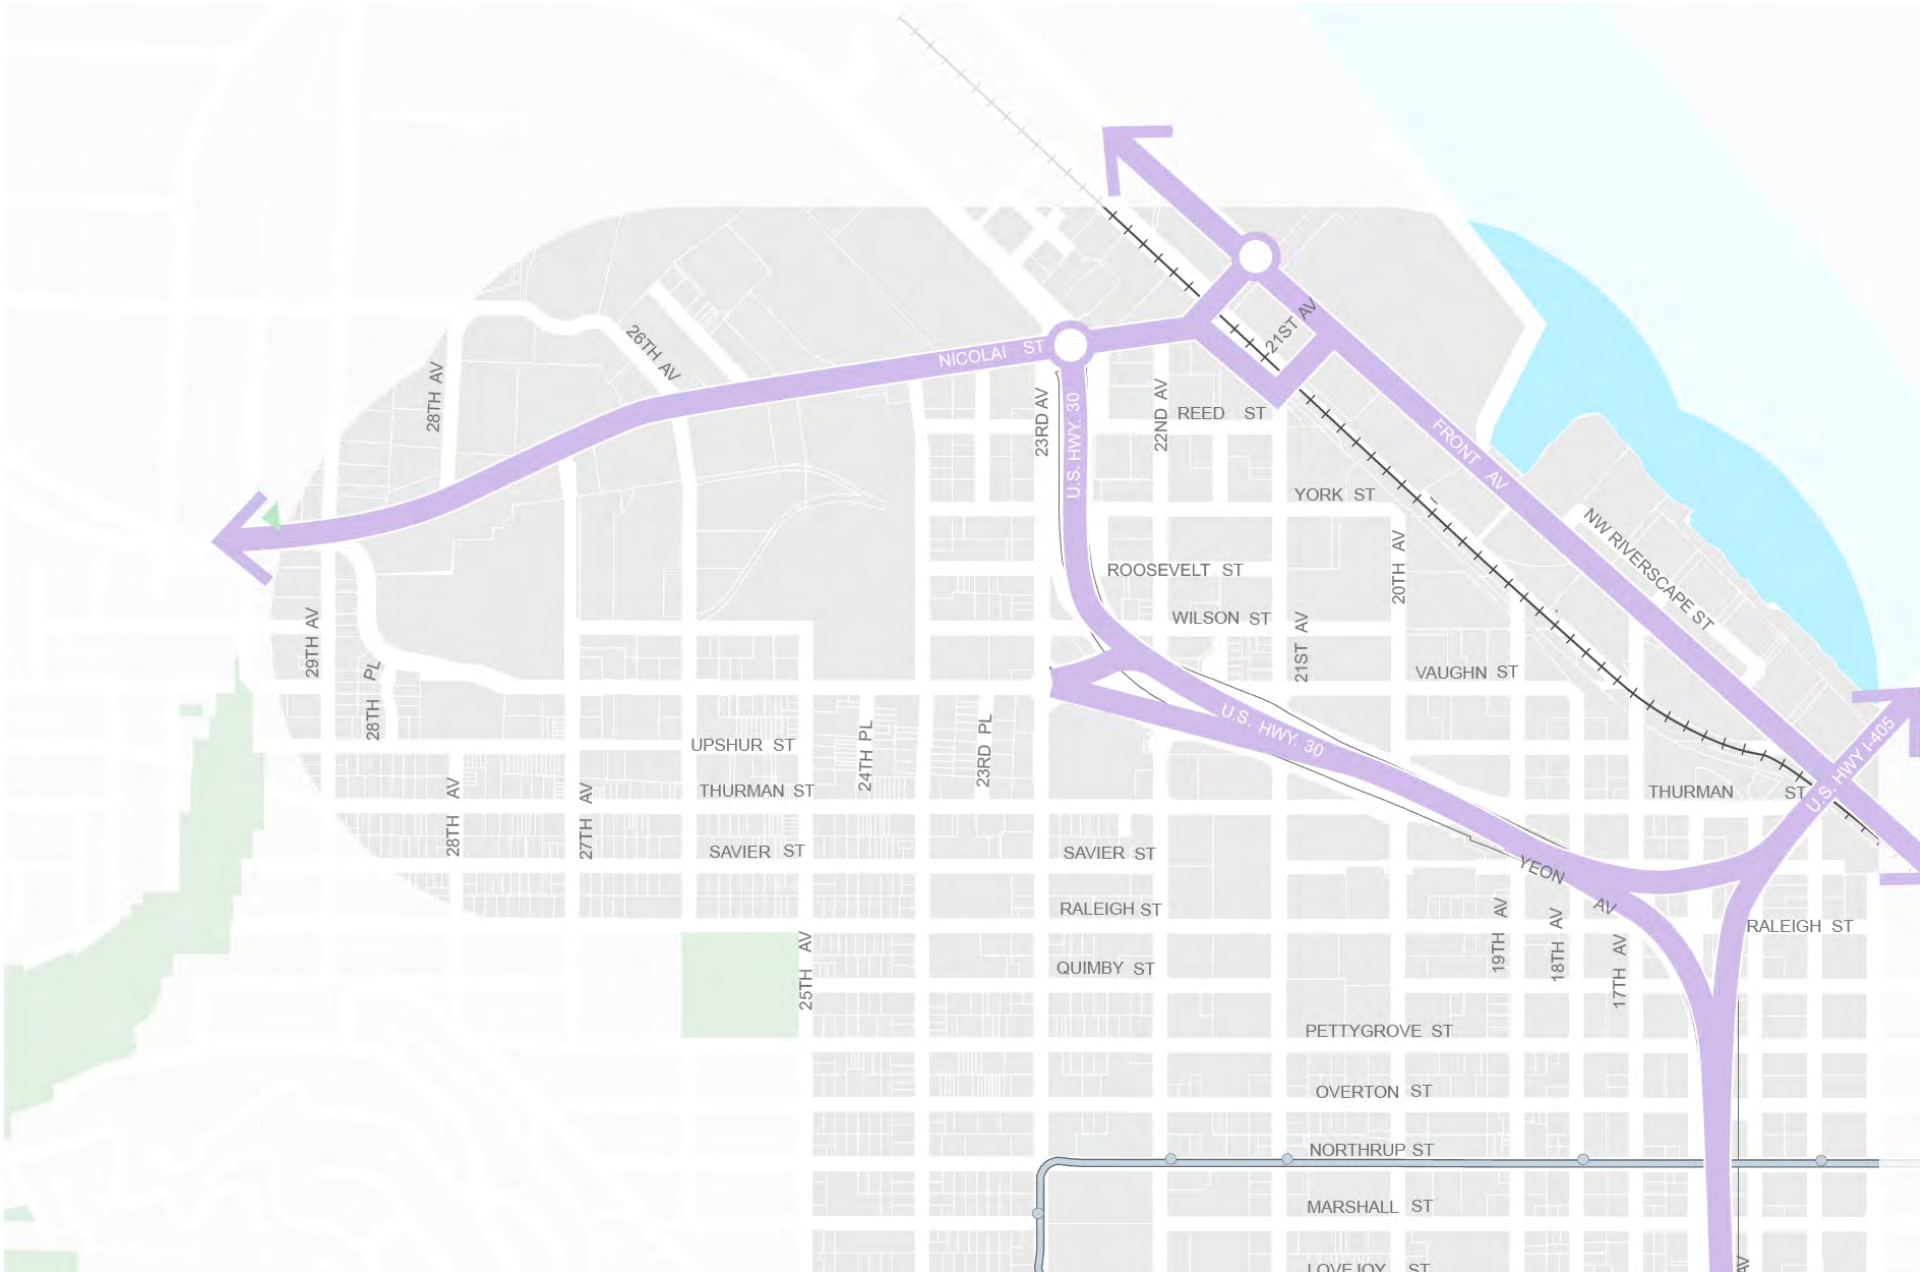 26TH AV
21ST AV
NICOLAI ST
28TH AV
23RD AV
U.S. HWY. 30
22ND AV
REED ST
FRONT AV
YORK ST
NW RIVERSCAPE ST
20TH AV
ROOSEVELT ST
WILSON ST
29TH AV
28TH PL
21ST AV
VAUGHN ST
U.S. HWY. 30
U.S. HWY I-405
UPSHUR ST
24TH PL
23RD PL
THURMAN ST
THURMAN ST
28TH AV
27TH AV
SAVIER ST
SAVIER ST
YEON AV
RALEIGH ST
19TH AV
18TH AV
17TH AV
RALEIGH ST
25TH AV
QUIMBY ST
PETTYGROVE ST
OVERTON ST
NORTHRUP ST
MARSHALL ST
LOVEJOY ST
AV